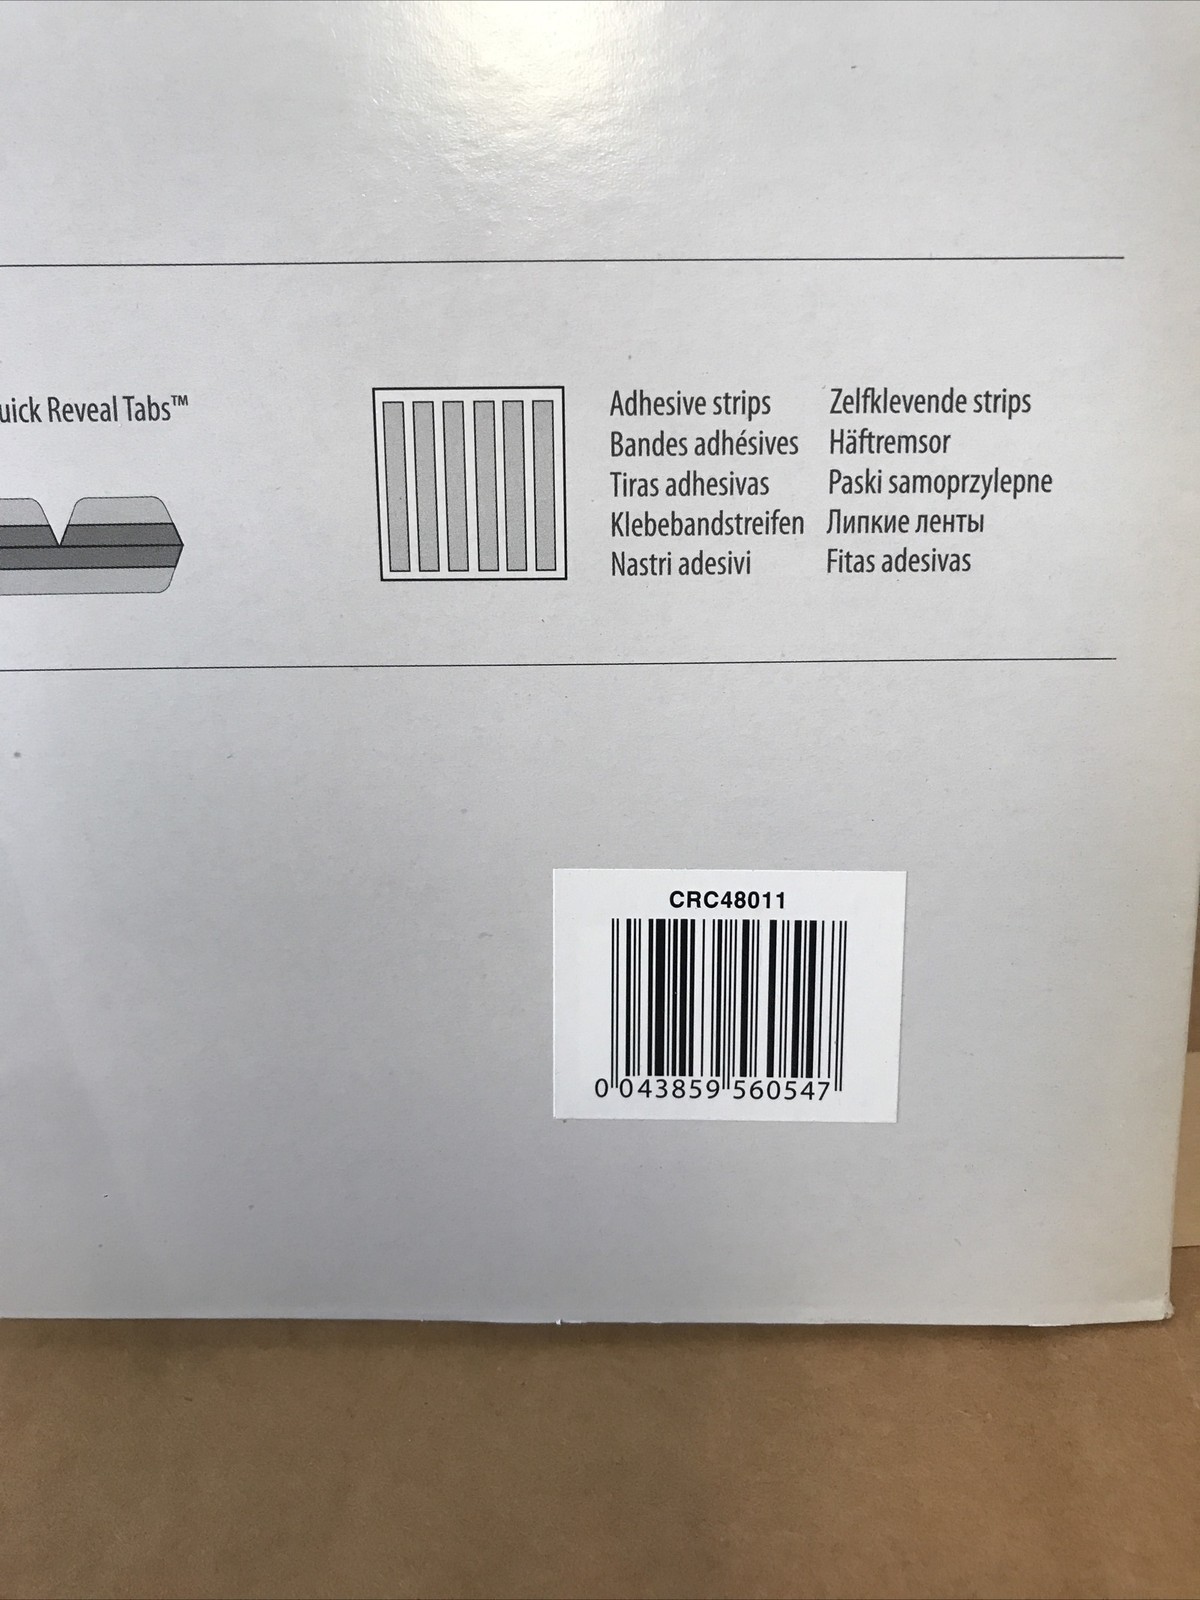 uick Reveal Tabs™
Adhesive strips
Bandes adhésives
Tiras adhesivas
Klebebandstreifen
Nastri adesivi
Zelfklevende strips
Häftremsor
Paski samoprzylepne
Липкие ленты
Fitas adesivas
CRC48011
0 043859 560547